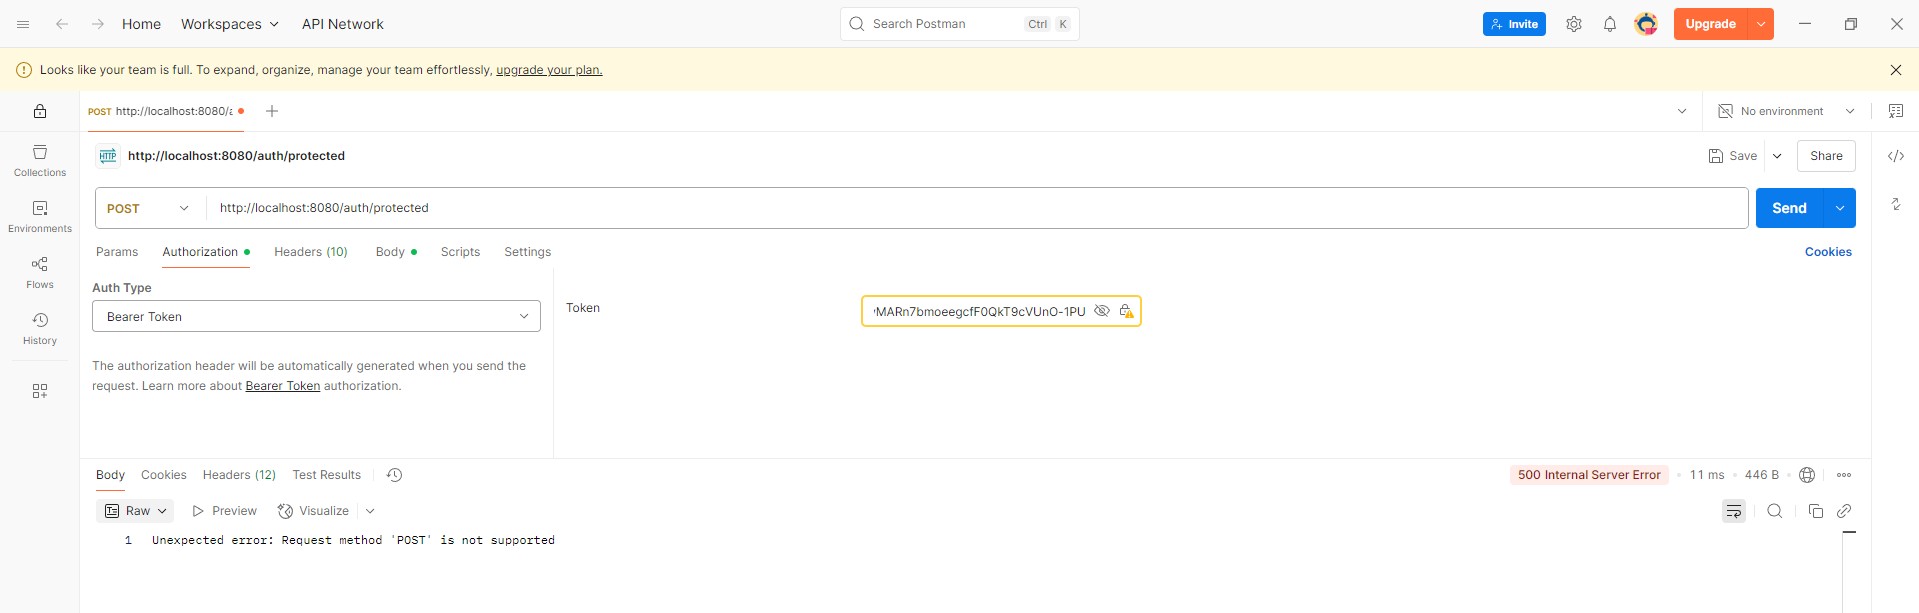 Home Workspaces API Network Search Postman Ctrl K Invite Upgrade
Looks like your team is full. To expand, organize, manage your team effortlessly, upgrade your plan.
POST http://localhost:8080/a No environment
HTTP http://localhost:8080/auth/protected Save Share
Collections
POST http://localhost:8080/auth/protected Send
Environments
Params Authorization Headers (10) Body Scripts Settings Cookies
Flows
Auth Type
Bearer Token
Token
MARn7bmoeegcfF0QkT9cVUnO-1PU
History
The authorization header will be automatically generated when you send the
request. Learn more about Bearer Token authorization.
Body Cookies Headers (12) Test Results 500 Internal Server Error • 11 ms • 446 B
Raw Preview Visualize
1 Unexpected error: Request method 'POST' is not supported